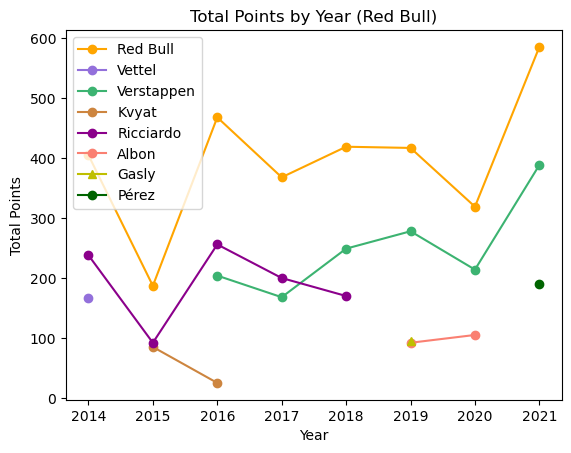 Total Points by Year (Red Bull)
Total Points
600
500
400
300
200
100
0
Red Bull
Vettel
Verstappen
Kvyat
Ricciardo
Albon
Gasly
Pérez
2014 2015 2016 2017 2018 2019 2020 2021
Year